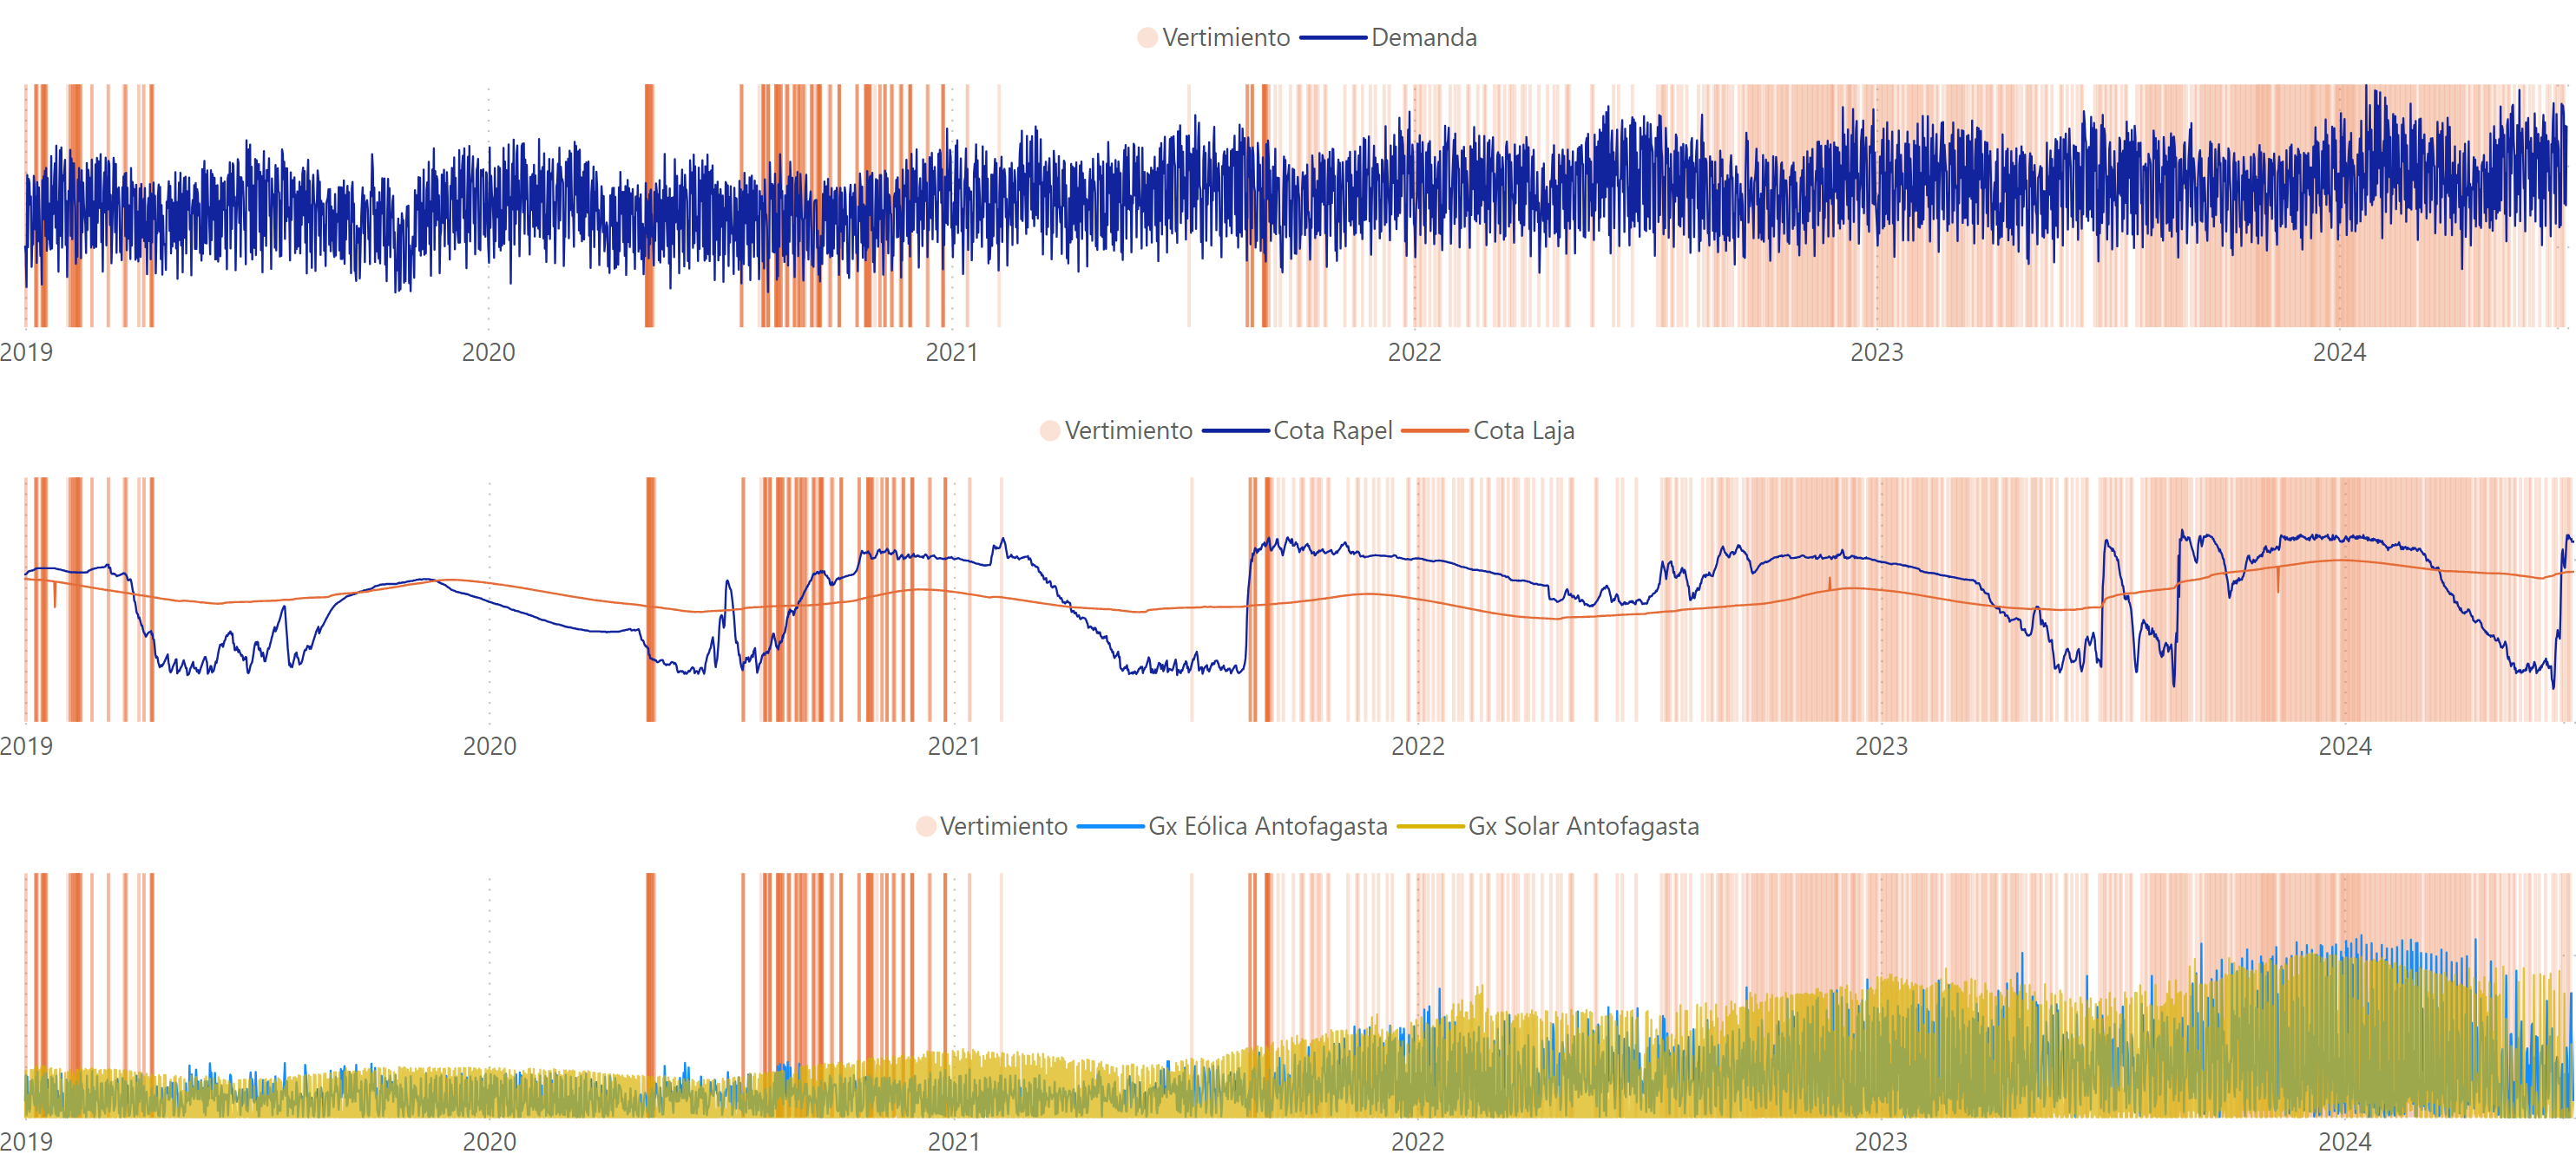 Vertimiento Demanda
2019 2020 2021 2022 2023 2024
Vertimiento Cota Rapel Cota Laja
2019 2020 2021 2022 2023 2024
Vertimiento Gx Eólica Antofagasta Gx Solar Antofagasta
2019 2020 2021 2022 2023 2024